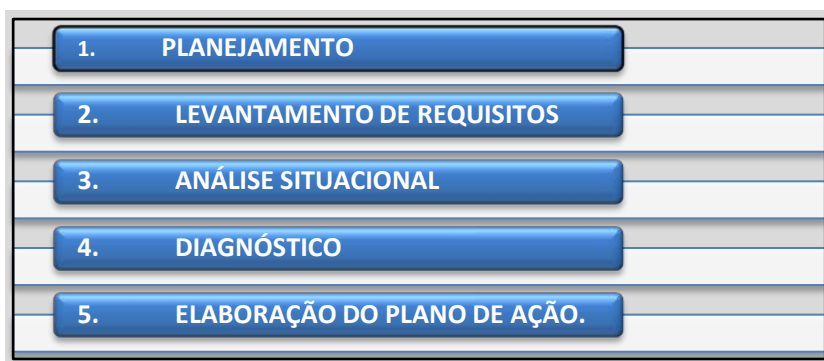 1. PLANEJAMENTO
2. LEVANTAMENTO DE REQUISITOS
3. ANÁLISE SITUACIONAL
4. DIAGNÓSTICO
5. ELABORAÇÃO DO PLANO DE AÇÃO.